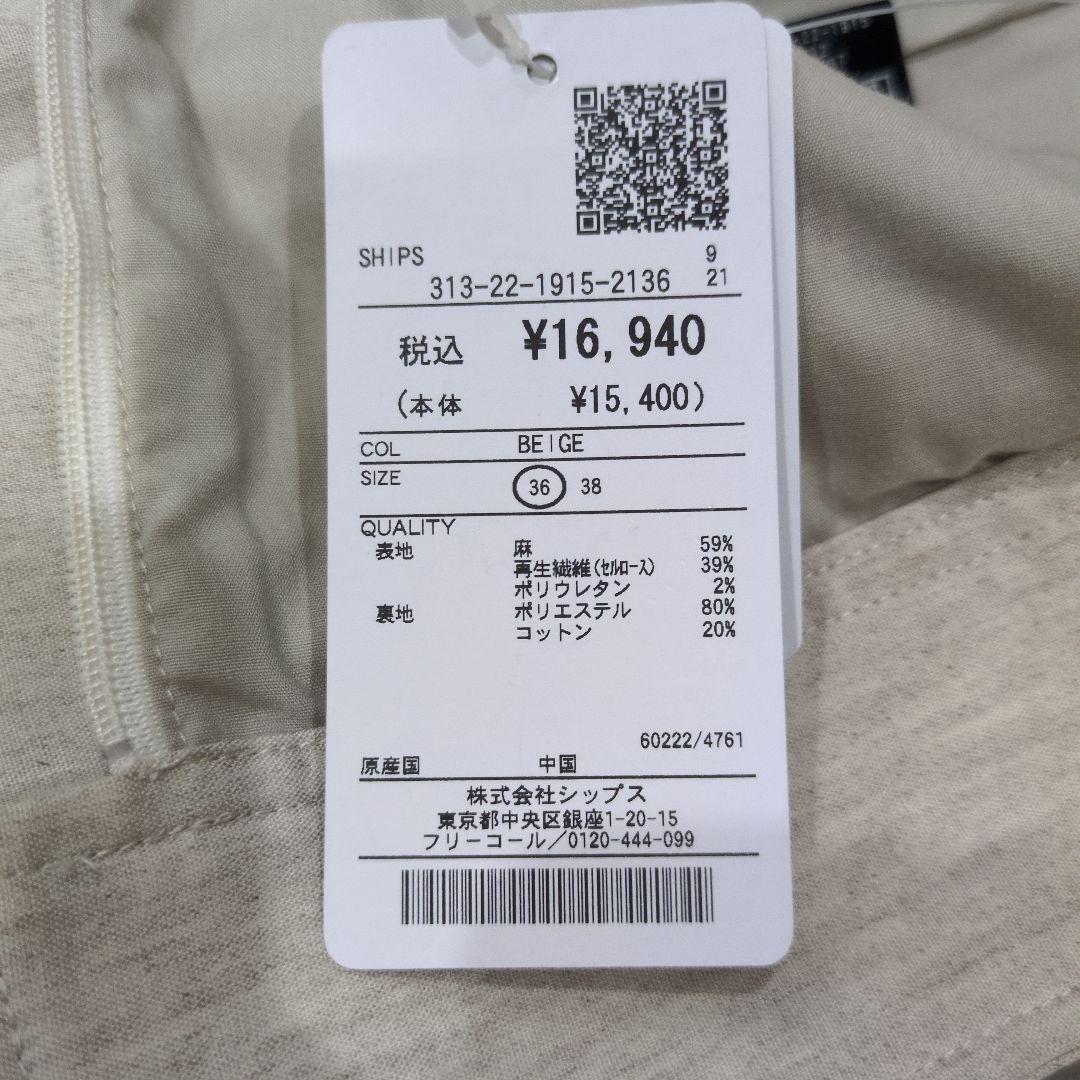 SHIPS 9
313-22-1915-2136 21
税込 ¥16,940
(本体 ¥15,400)
COL BEIGE
SIZE 36 38
QUALITY
表地 麻 59%
再生繊維(セルロース) 39%
ポリウレタン 2%
裏地 ポリエステル 80%
コットン 20%
60222/4761
原産国 中国
株式会社シップス
東京都中央区銀座1-20-15
フリーコール/0120-444-099